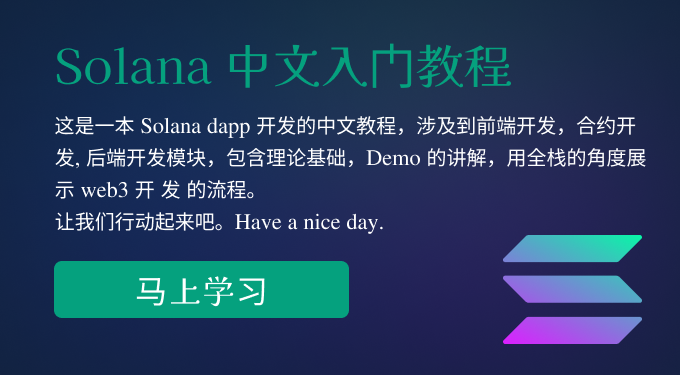 Solana 中文入门教程
这是一本 Solana dapp 开发的中文教程，涉及到前端开发，合约开
发, 后端开发模块，包含理论基础，Demo 的讲解，用全栈的角度展
示 web3 开 发 的流程。
让我们行动起来吧。Have a nice day.
马上学习